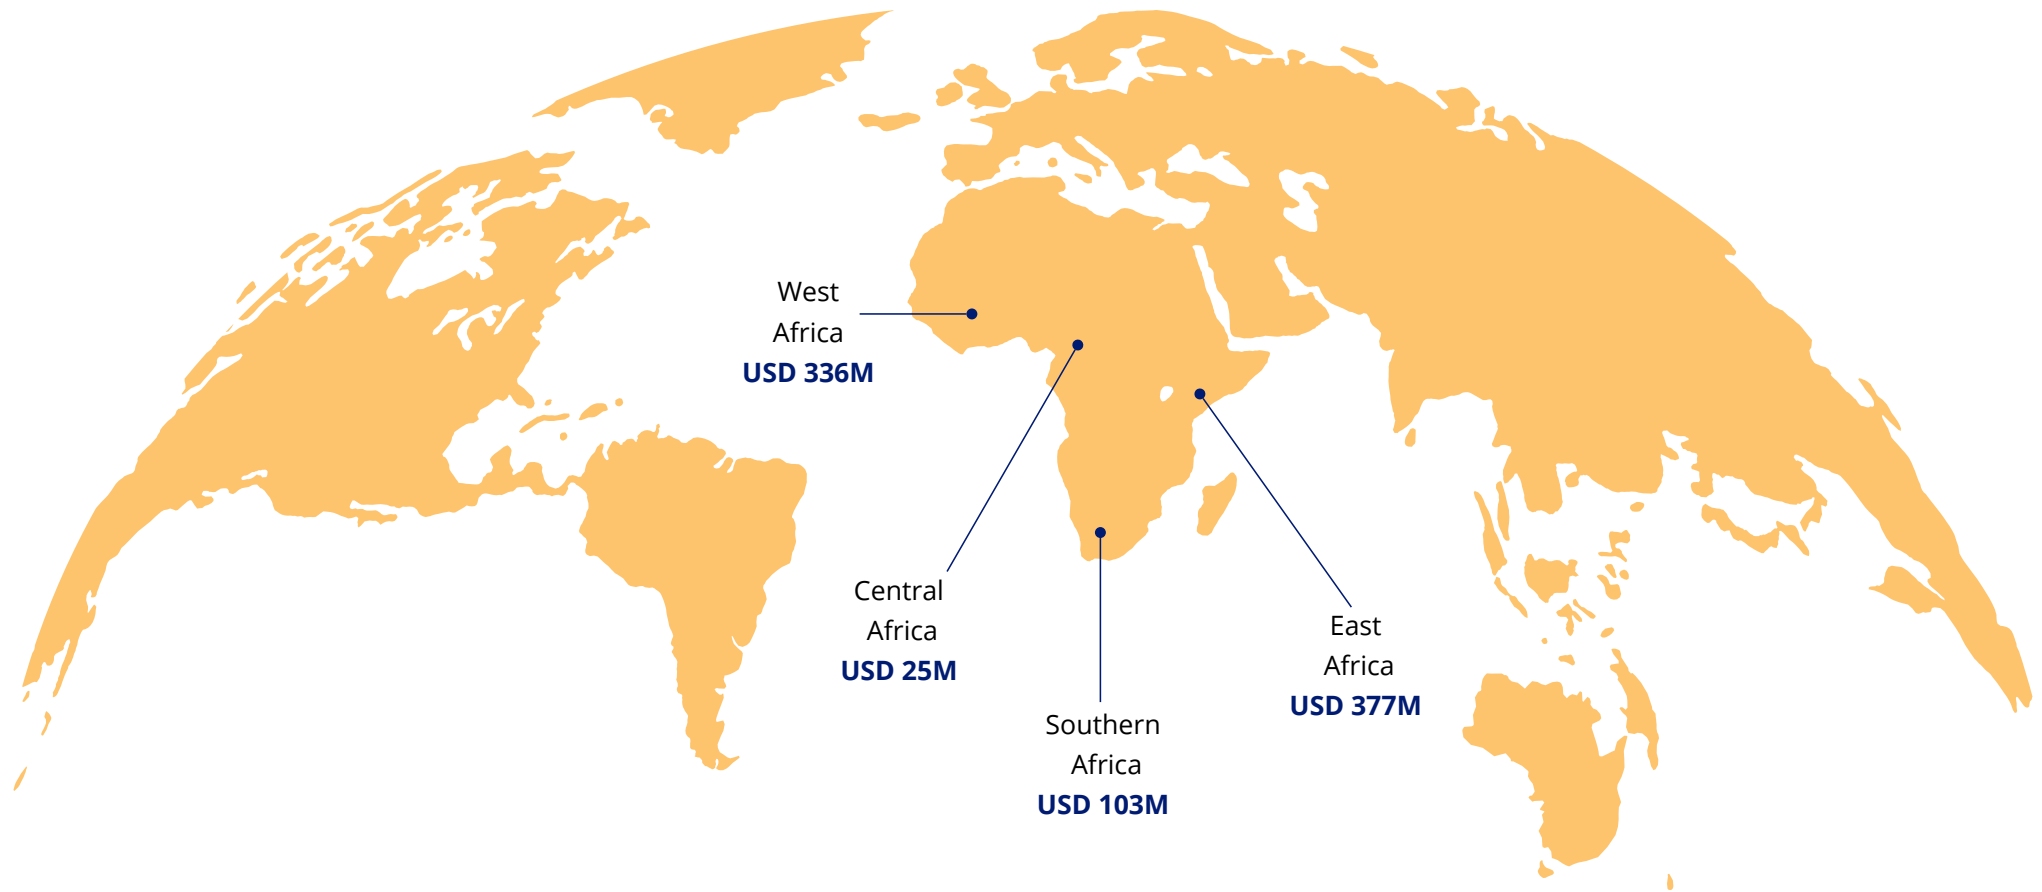 West
Africa
USD 336M
Central
Africa
USD 25M
Southern
Africa
USD 103M
East
Africa
USD 377M